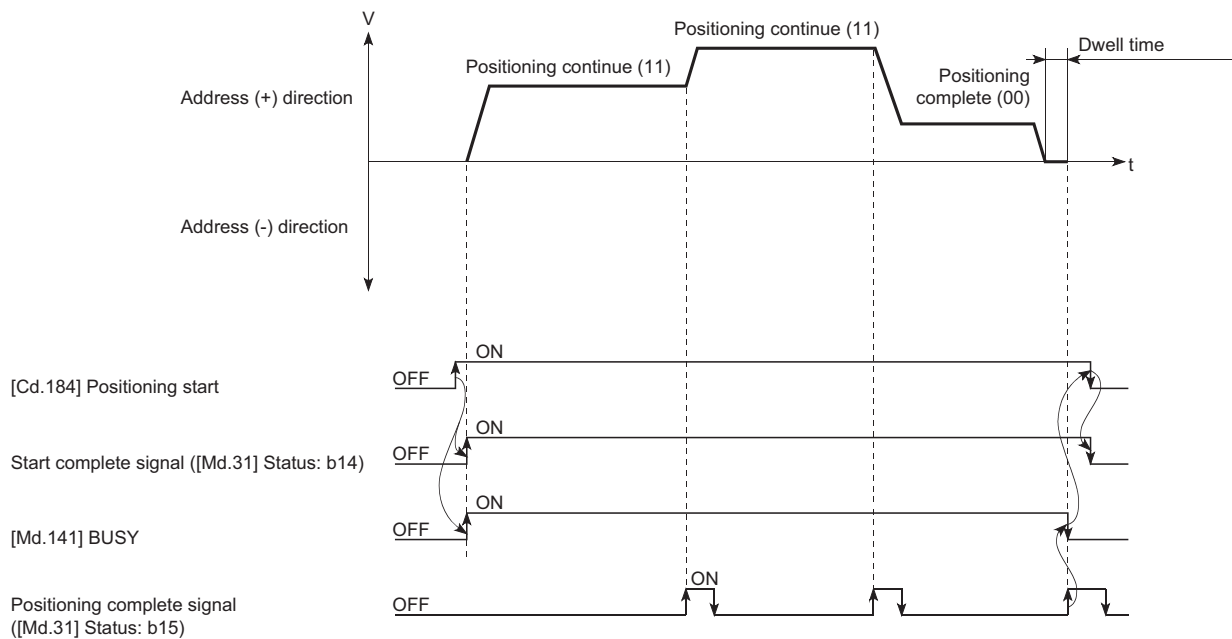 V
Positioning continue (11)
Dwell time
Positioning continue (11)
Positioning
complete (00)
Address (+) direction
t
Address (-) direction
ON
OFF
[Cd.184] Positioning start
ON
OFF
Start complete signal ([Md.31] Status: b14)
ON
OFF
[Md.141] BUSY
ON
OFF
Positioning complete signal
([Md.31] Status: b15)